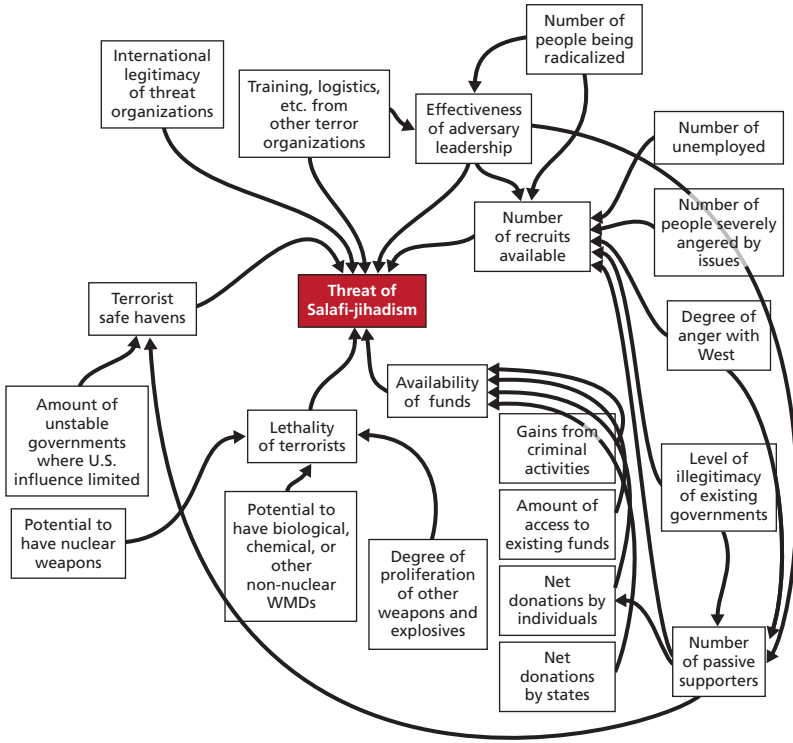 Number of
people being
radicalized
International
legitimacy
of threat
organizations
Training, logistics,
etc. from
other terror
organizations
Effectiveness
of adversary
leadership
Number of
unemployed
Number of
people severely
angered by
issues
Number
of recruits
available
Threat of
Salafi-jihadism
Terrorist
safe havens
Degree of
anger with
West
Availability
of funds
Amount of
unstable
governments
where U.S.
influence limited
Lethality
of terrorists
Gains from
criminal
activities
Level of
illegitimacy
of existing
governments
Potential to
have nuclear
weapons
Potential to
have biological,
chemical, or
other
non-nuclear
WMDs
Amount of
access to
existing funds
Degree of
proliferation
of other
weapons and
explosives
Net
donations by
individuals
Number
of passive
supporters
Net
donations
by states